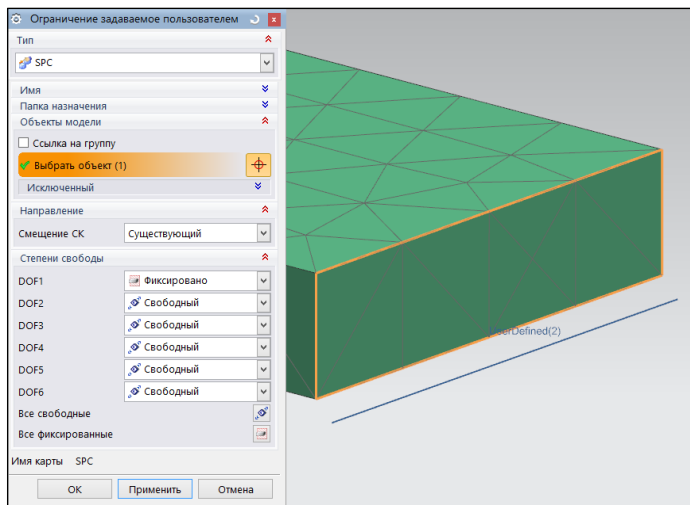 Ограничение задаваемое пользователем
Тип
SPC
Имя
Папка назначения
Объекты модели
Ссылка на группу
Выбрать объект (1)
Исключенный
Направление
Смещение СК Существующий
Степени свободы
DOF1 Фиксировано
DOF2 Свободный
DOF3 Свободный
DOF4 Свободный
DOF5 Свободный
DOF6 Свободный
Все свободные
Все фиксированные
Имя карты SPC
ОК Применить Отмена
UserDefined(2)